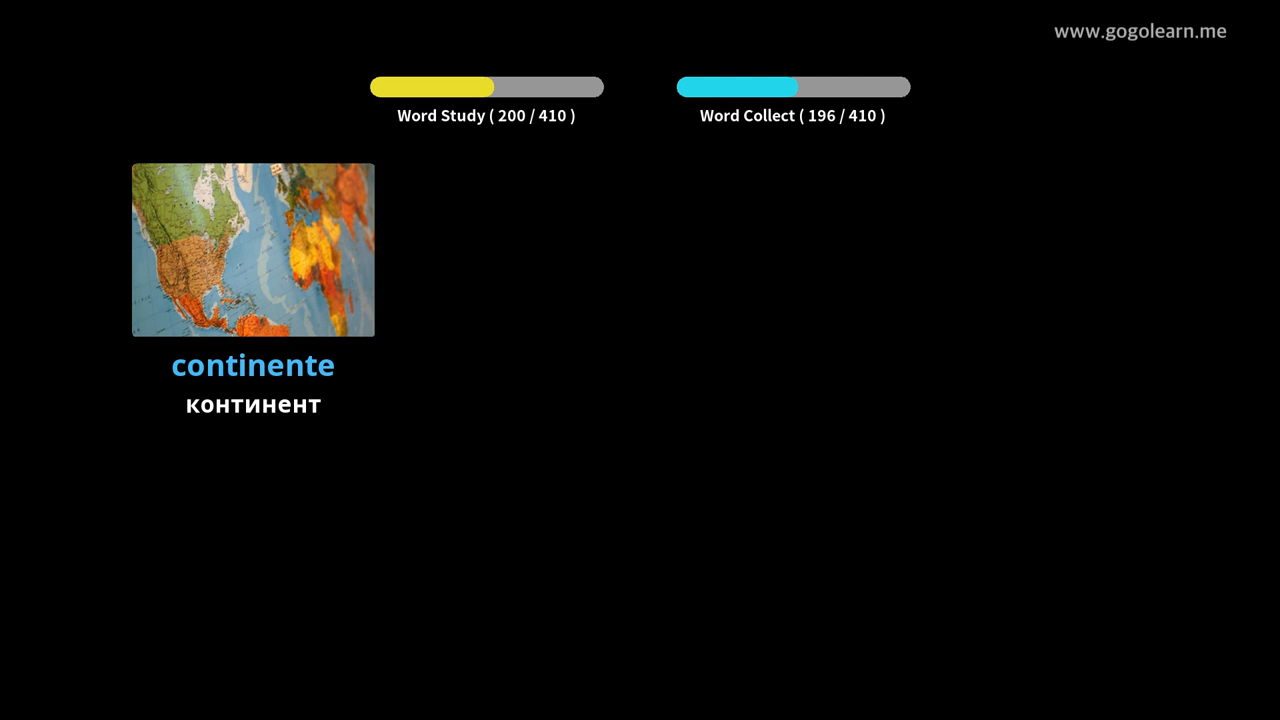 www.gogolearn.me
Word Study ( 200 / 410 )
Word Collect ( 196 / 410 )
continente
континент